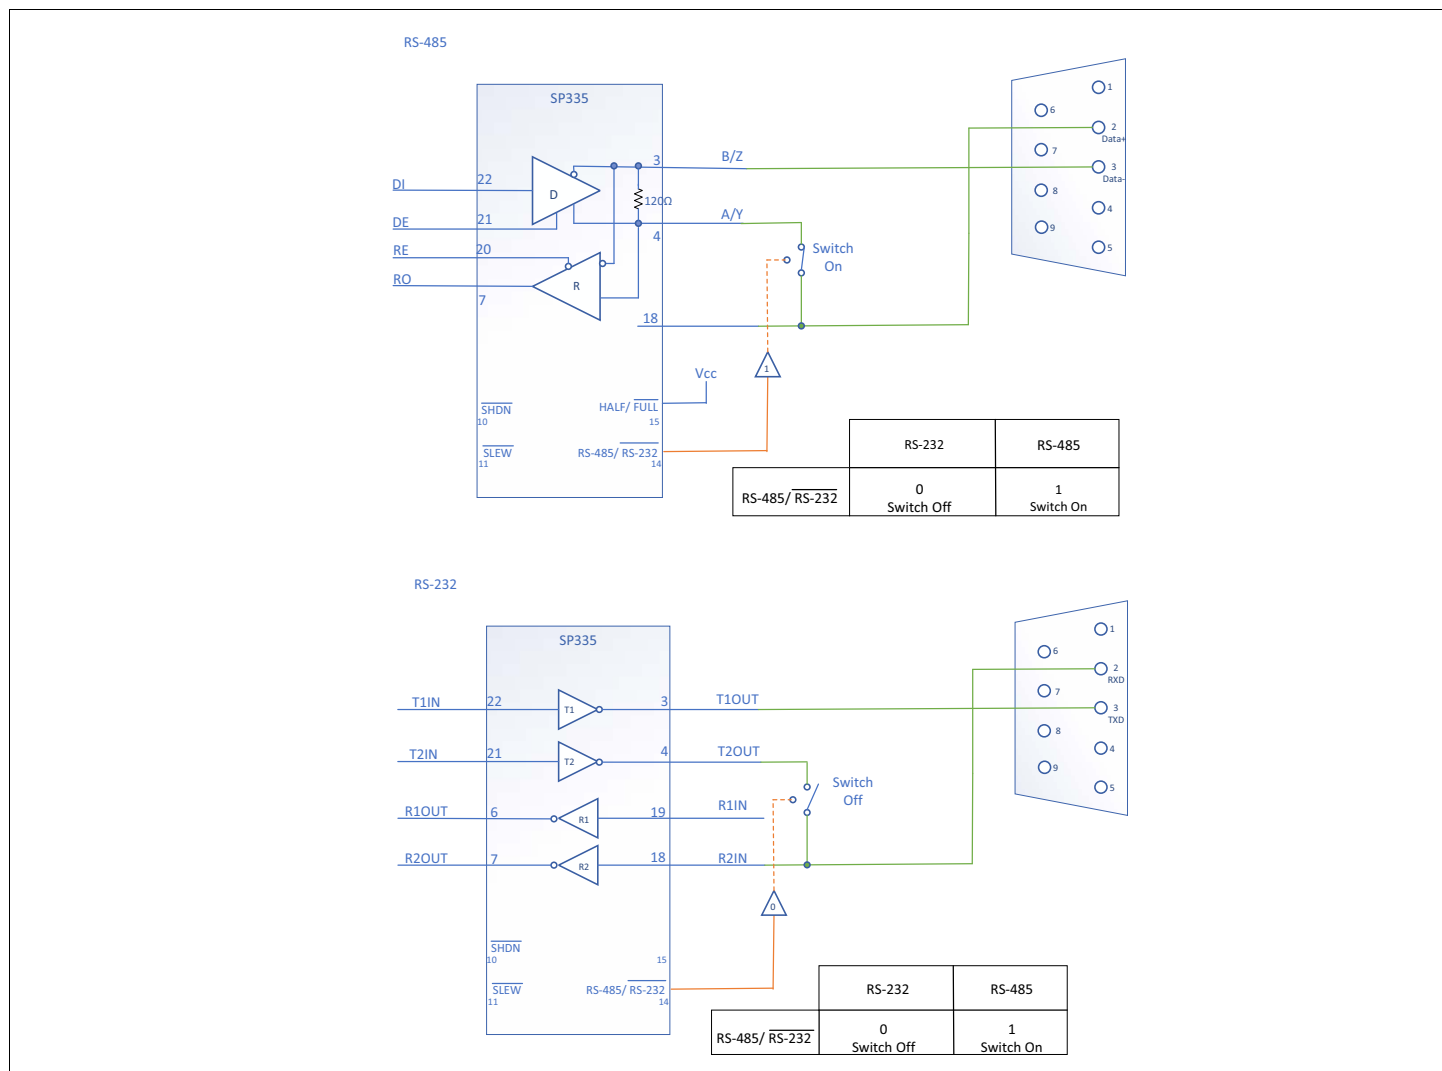 RS-485
SP335
1
6
2
Data+
B/Z
3
7
3
Data-
DI
22
D
120Ω
8
4
DE
21
A/Y
4
9
5
RE
20
Switch
On
RO
7
R
18
1
Vcc
SHDN
10
HALF/ FULL
15
SLEW
11
RS-485/ RS-232
14
RS-232
RS-485
RS-485/ RS-232
0
Switch Off
1
Switch On
RS-232
SP335
1
6
2
RXD
T1IN
22
T1
3
T1OUT
7
3
TXD
T2IN
21
T2
4
T2OUT
8
4
9
5
Switch
Off
R1OUT
6
R1
19
R1IN
R2OUT
7
R2
18
R2IN
0
SHDN
10
15
SLEW
11
RS-485/ RS-232
14
RS-232
RS-485
RS-485/ RS-232
0
Switch Off
1
Switch On